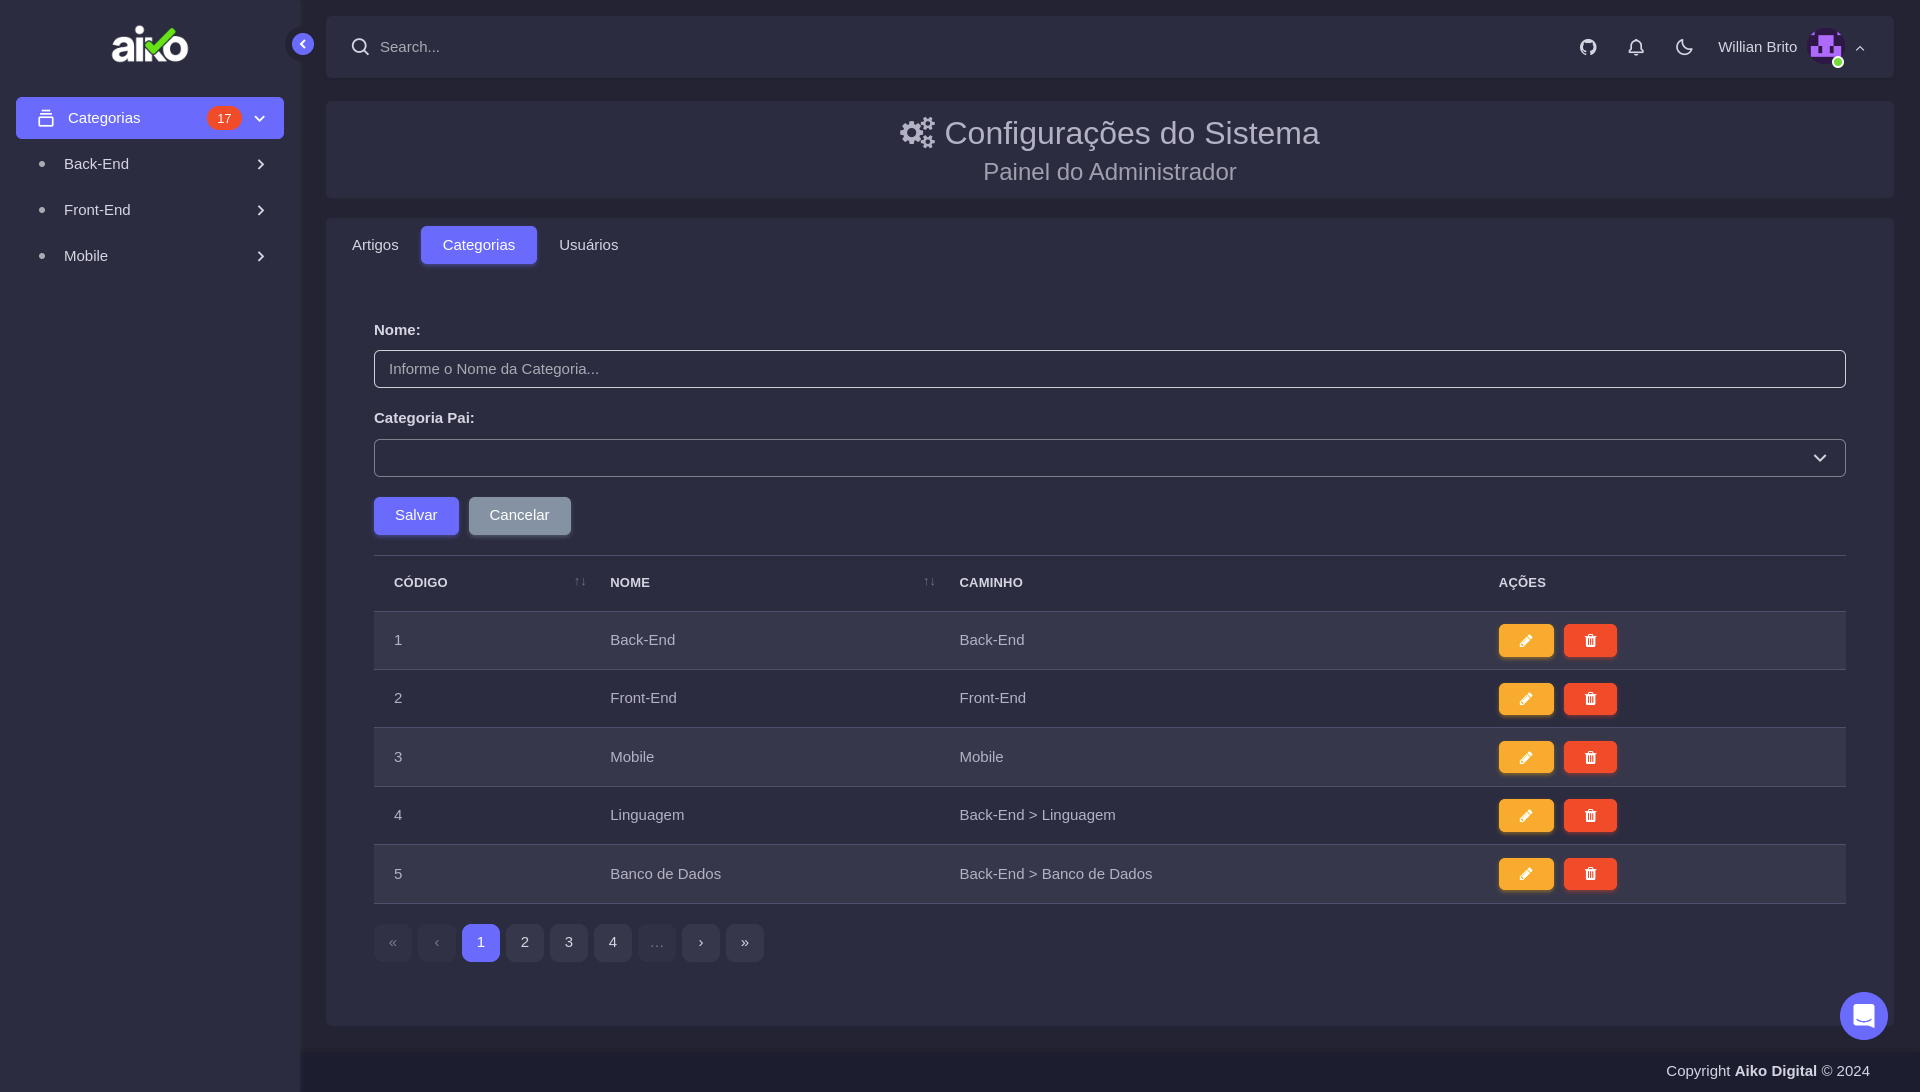 aiko
Search...
Willian Brito
Categorias 17
Back-End
Front-End
Mobile
Configurações do Sistema
Painel do Administrador
Artigos Categorias Usuários
Nome:
Informe o Nome da Categoria...
Categoria Pai:
Salvar Cancelar
CÓDIGO ↑↓ NOME ↑↓ CAMINHO AÇÕES
1 Back-End Back-End
2 Front-End Front-End
3 Mobile Mobile
4 Linguagem Back-End > Linguagem
5 Banco de Dados Back-End > Banco de Dados
« ‹ 1 2 3 4 … › »
Copyright Aiko Digital © 2024